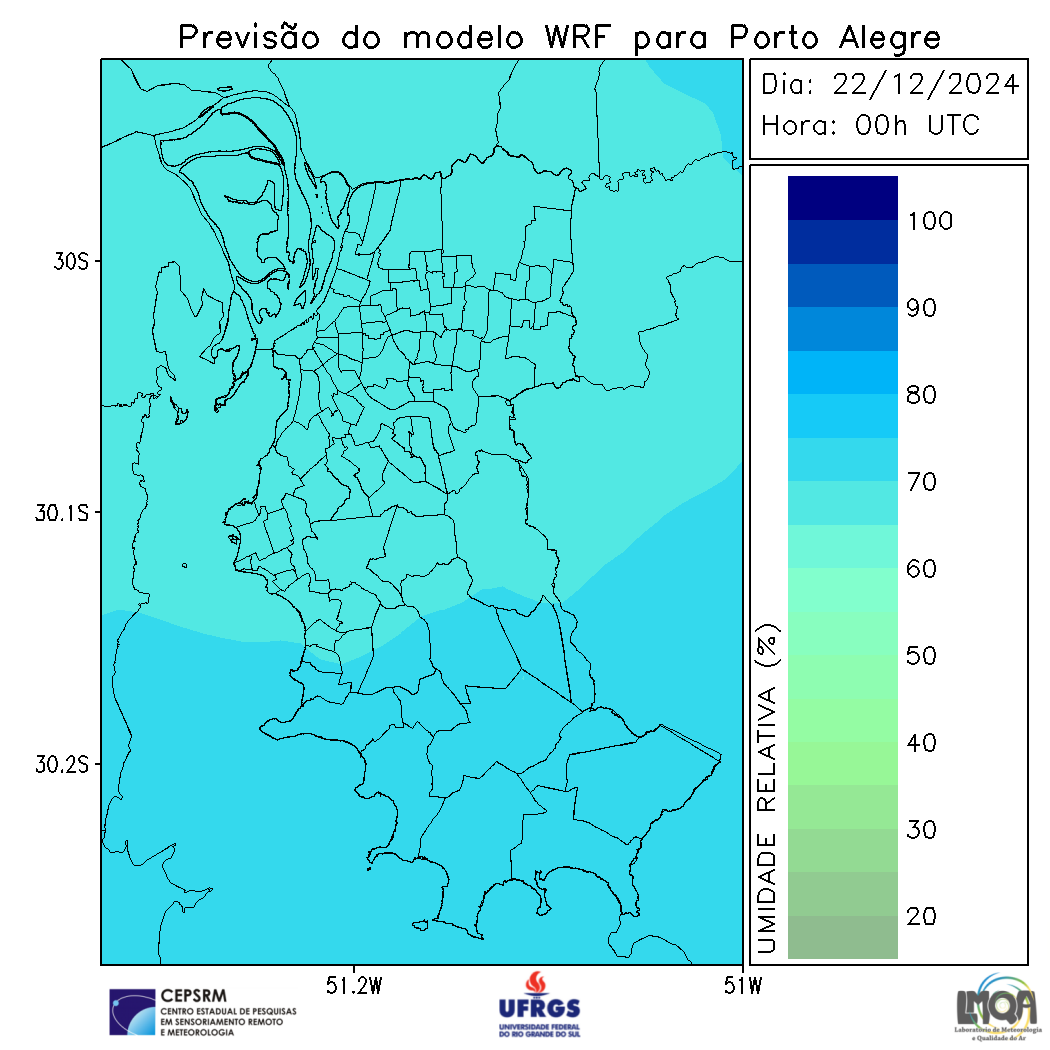 Previsão do modelo WRF para Porto Alegre
Dia: 22/12/2024
Hora: 00h UTC
30S
30.1S
30.2S
51.2W
51W
100
90
80
70
60
50
40
30
20
UMIDADE RELATIVA (%)
CEPSRM
CENTRO ESTADUAL DE PESQUISAS
EM SENSORIAMENTO REMOTO
E METEOROLOGIA
UFRGS
UNIVERSIDADE FEDERAL
DO RIO GRANDE DO SUL
LMQA
Laboratório de Meteorologia
e Qualidade do Ar